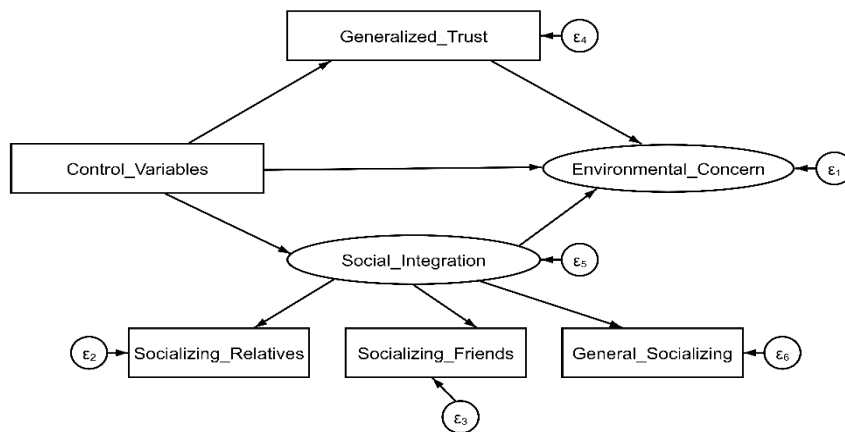 Generalized_Trust
ε₄
Control_Variables
Environmental_Concern
ε₁
Social_Integration
ε₅
ε₂
Socializing_Relatives
Socializing_Friends
General_Socializing
ε₆
ε₃